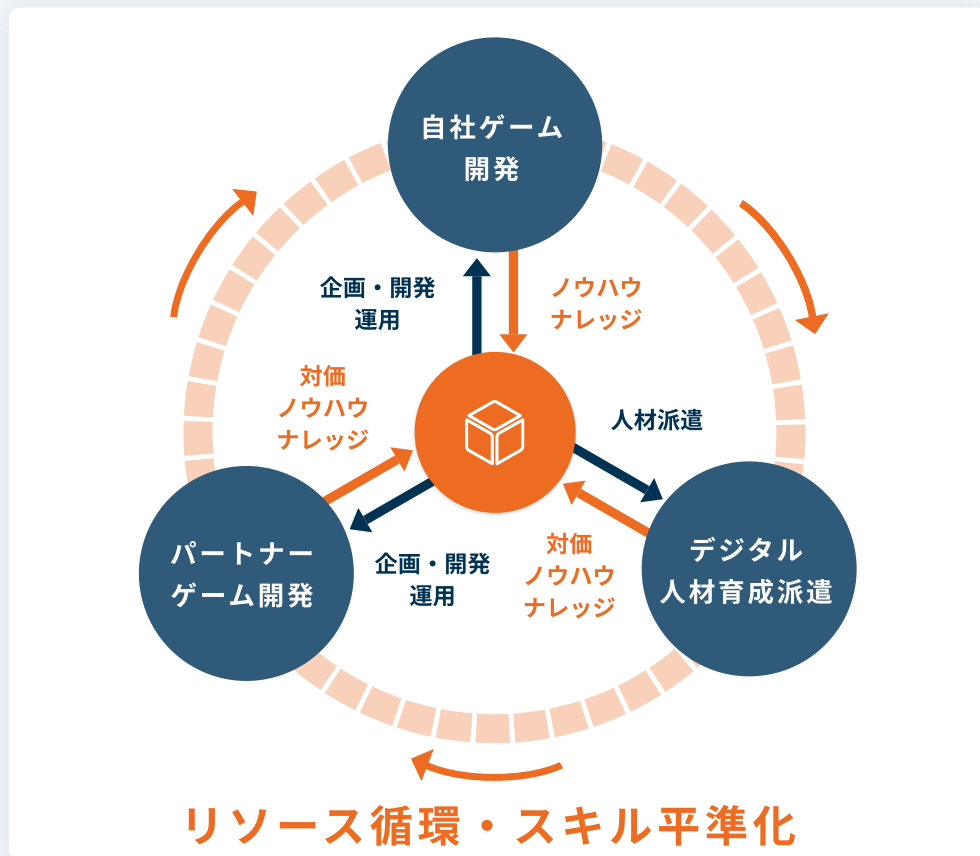 自社ゲーム
開発
企画・開発
運用
ノウハウ
ナレッジ
対価
ノウハウ
ナレッジ
人材派遣
パートナー
ゲーム開発
企画・開発
運用
対価
ノウハウ
ナレッジ
デジタル
人材育成派遣
リソース循環・スキル平準化